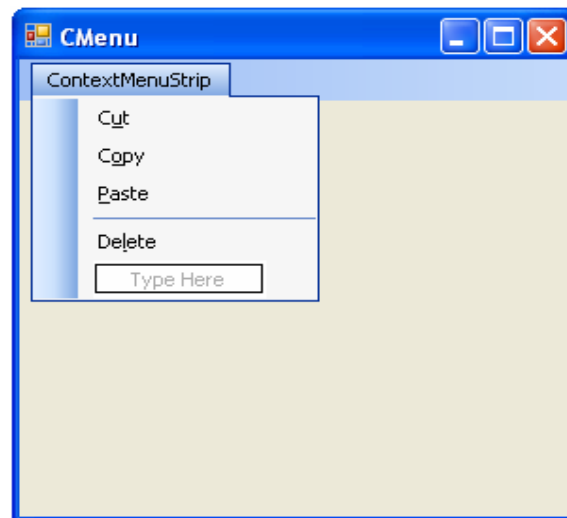 CMenu
ContextMenuStrip
Cut
Copy
Paste
Delete
Type Here